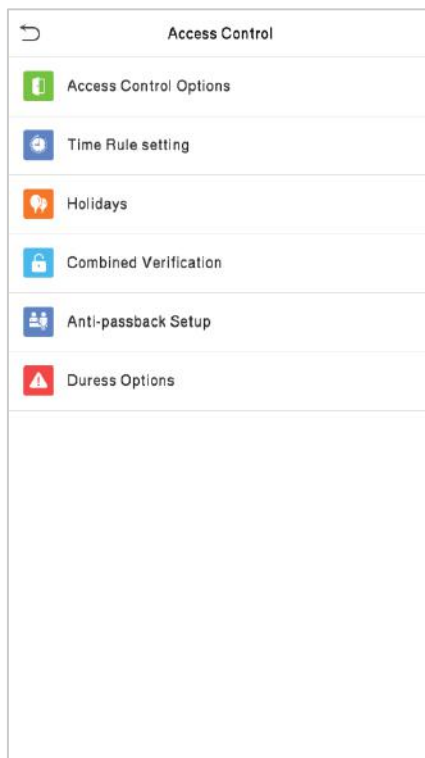 Access Control
Access Control Options
Time Rule setting
Holidays
Combined Verification
Anti-passback Setup
Duress Options